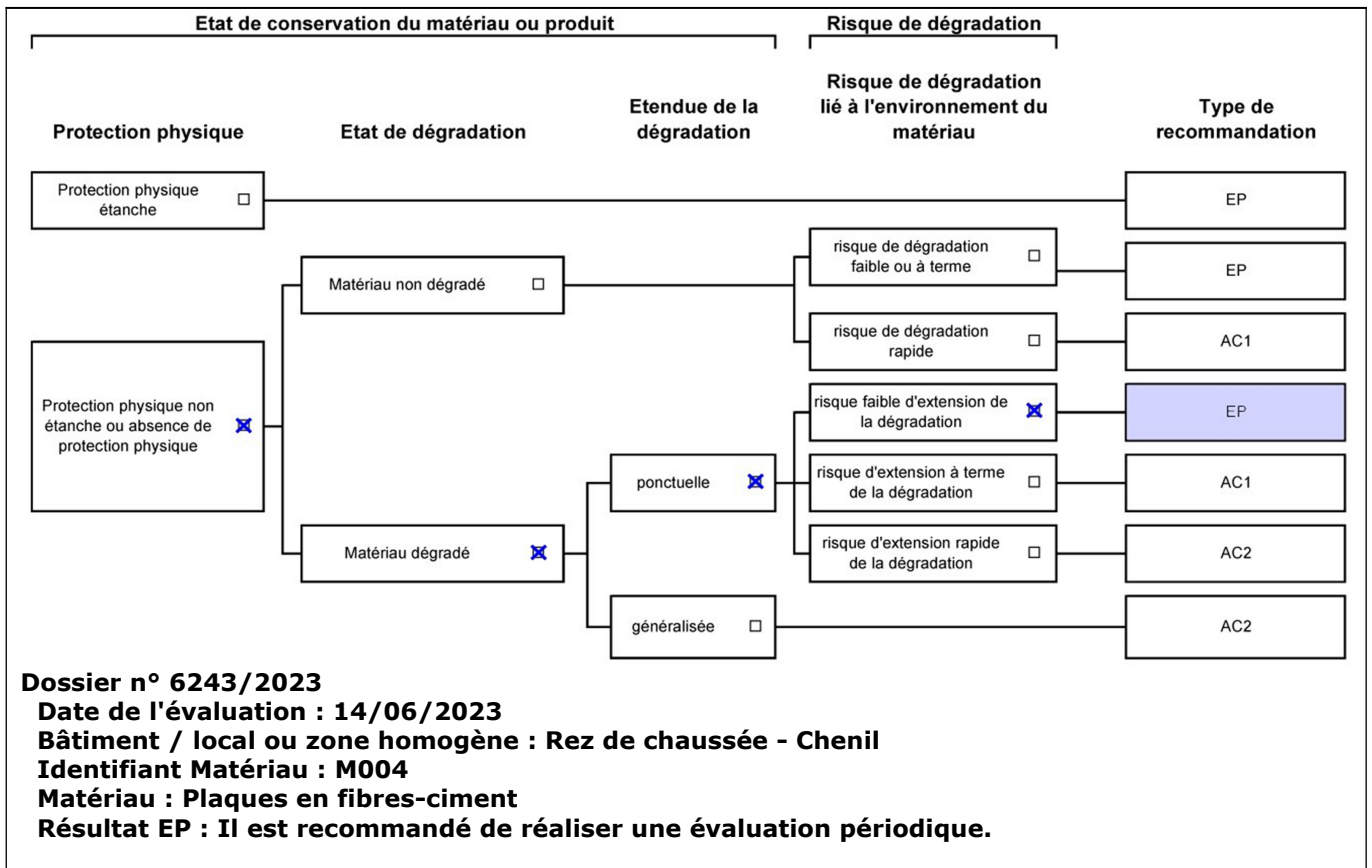 Etat de conservation du matériau ou produit
Risque de dégradation
Protection physique
Etat de dégradation
Etendue de la
dégradation
Risque de dégradation
lié à l'environnement du
matériau
Type de
recommandation
Protection physique
étanche
EP
risque de dégradation
faible ou à terme
EP
Matériau non dégradé
risque de dégradation
rapide
AC1
Protection physique non
étanche ou absence de
protection physique
risque faible d'extension de
la dégradation
EP
ponctuelle
risque d'extension à terme
de la dégradation
AC1
Matériau dégradé
risque d'extension rapide
de la dégradation
AC2
généralisée
AC2
Dossier n° 6243/2023
Date de l'évaluation : 14/06/2023
Bâtiment / local ou zone homogène : Rez de chaussée - Chenil
Identifiant Matériau : M004
Matériau : Plaques en fibres-ciment
Résultat EP : Il est recommandé de réaliser une évaluation périodique.